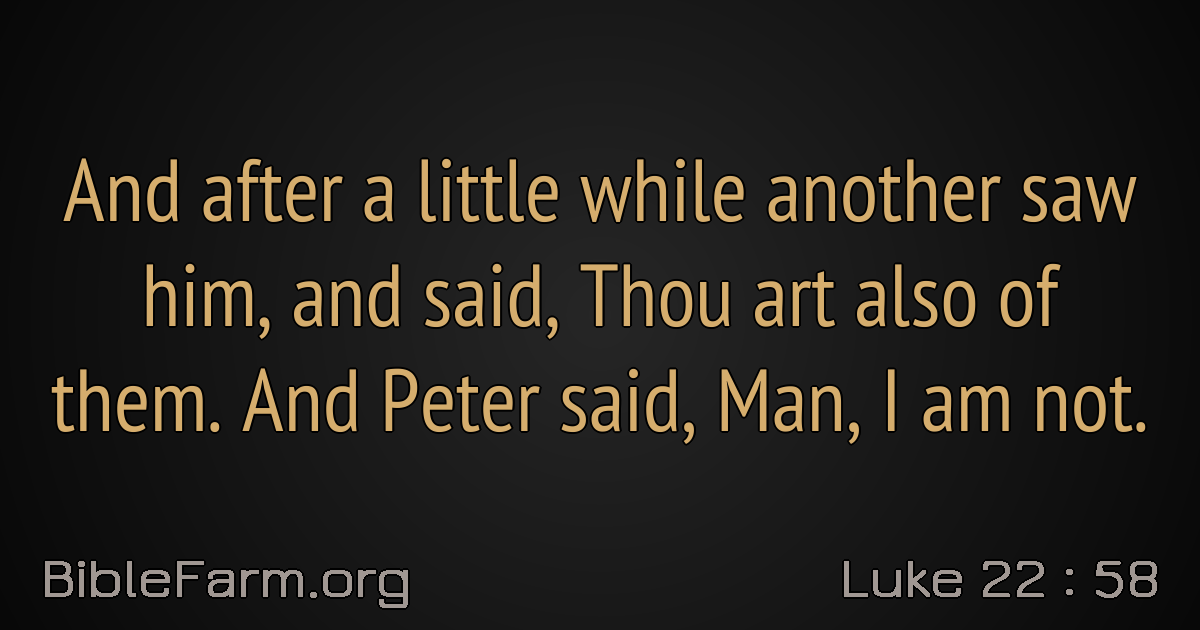 And after a little while another saw
him, and said, Thou art also of
them. And Peter said, Man, I am not.
BibleFarm.org
Luke 22 : 58